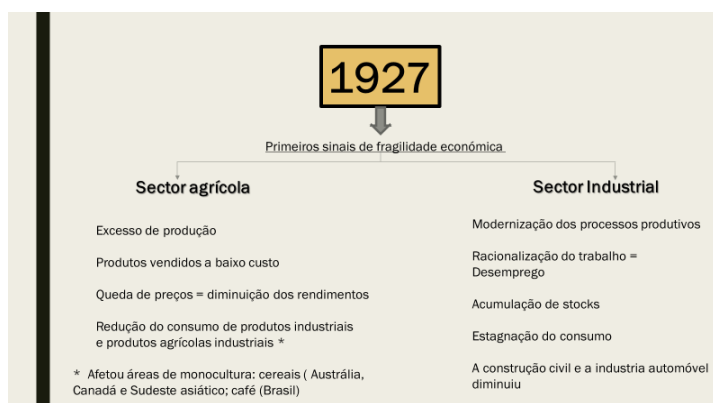 1927
Primeiros sinais de fragilidade económica
Sector agrícola
Excesso de produção
Produtos vendidos a baixo custo
Queda de preços = diminuição dos rendimentos
Redução do consumo de produtos industriais
e produtos agrícolas industriais *
* Afetou áreas de monocultura: cereais ( Austrália,
Canadá e Sudeste asiático; café (Brasil)
Sector Industrial
Modernização dos processos produtivos
Racionalização do trabalho =
Desemprego
Acumulação de stocks
Estagnação do consumo
A construção civil e a industria automóvel
diminuiu